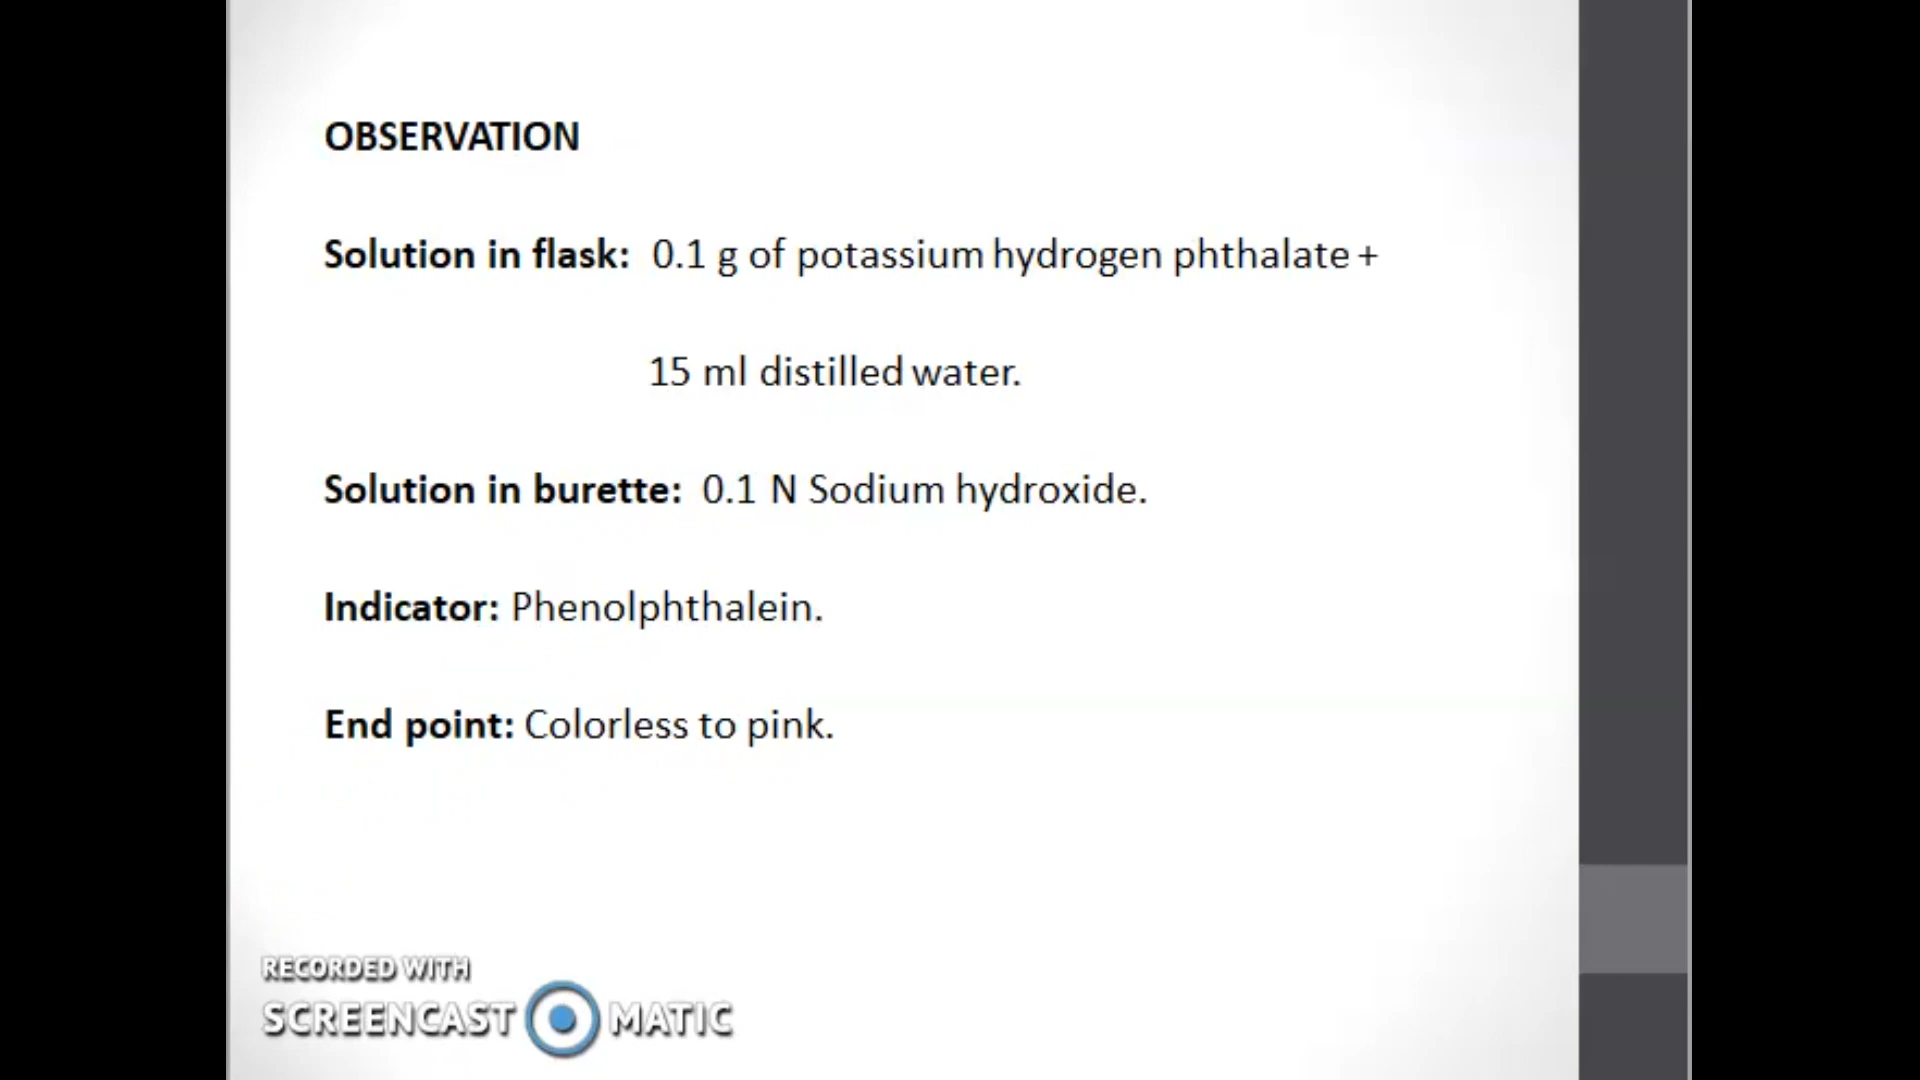 OBSERVATION
Solution in flask: 0.1 g of potassium hydrogen phthalate +
15 ml distilled water.
Solution in burette: 0.1 N Sodium hydroxide.
Indicator: Phenolphthalein.
End point: Colorless to pink.
RECORDED WITH
SCREENCAST MATIC